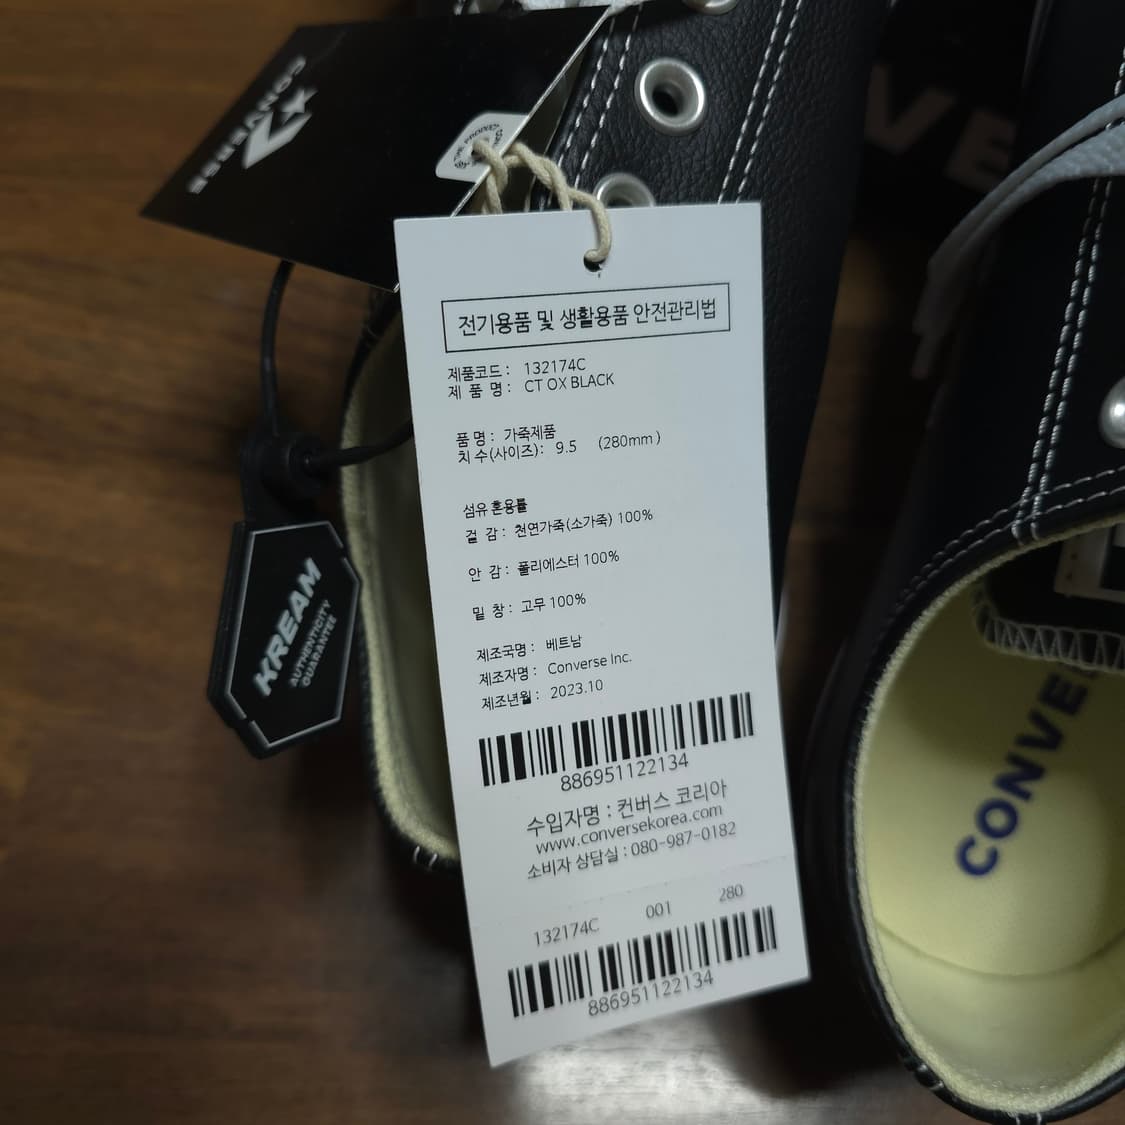 CONVERSE
VE
전기용품 및 생활용품 안전관리법
제품코드 : 132174C
제 품 명 : CT OX BLACK
품 명 : 가죽제품
치 수(사이즈) : 9.5 (280mm)
섬유 혼용률
겉 감 : 천연가죽(소가죽) 100%
안 감 : 폴리에스터 100%
밑 창 : 고무 100%
제조국명 : 베트남
제조자명 : Converse Inc.
제조년월 : 2023.10
886951122134
수입자명 : 컨버스 코리아
www.conversekorea.com
소비자 상담실 : 080-987-0182
132174C 001 280
886951122134
KREAM
AUTHENTICITY
GUARANTEE
CONVE